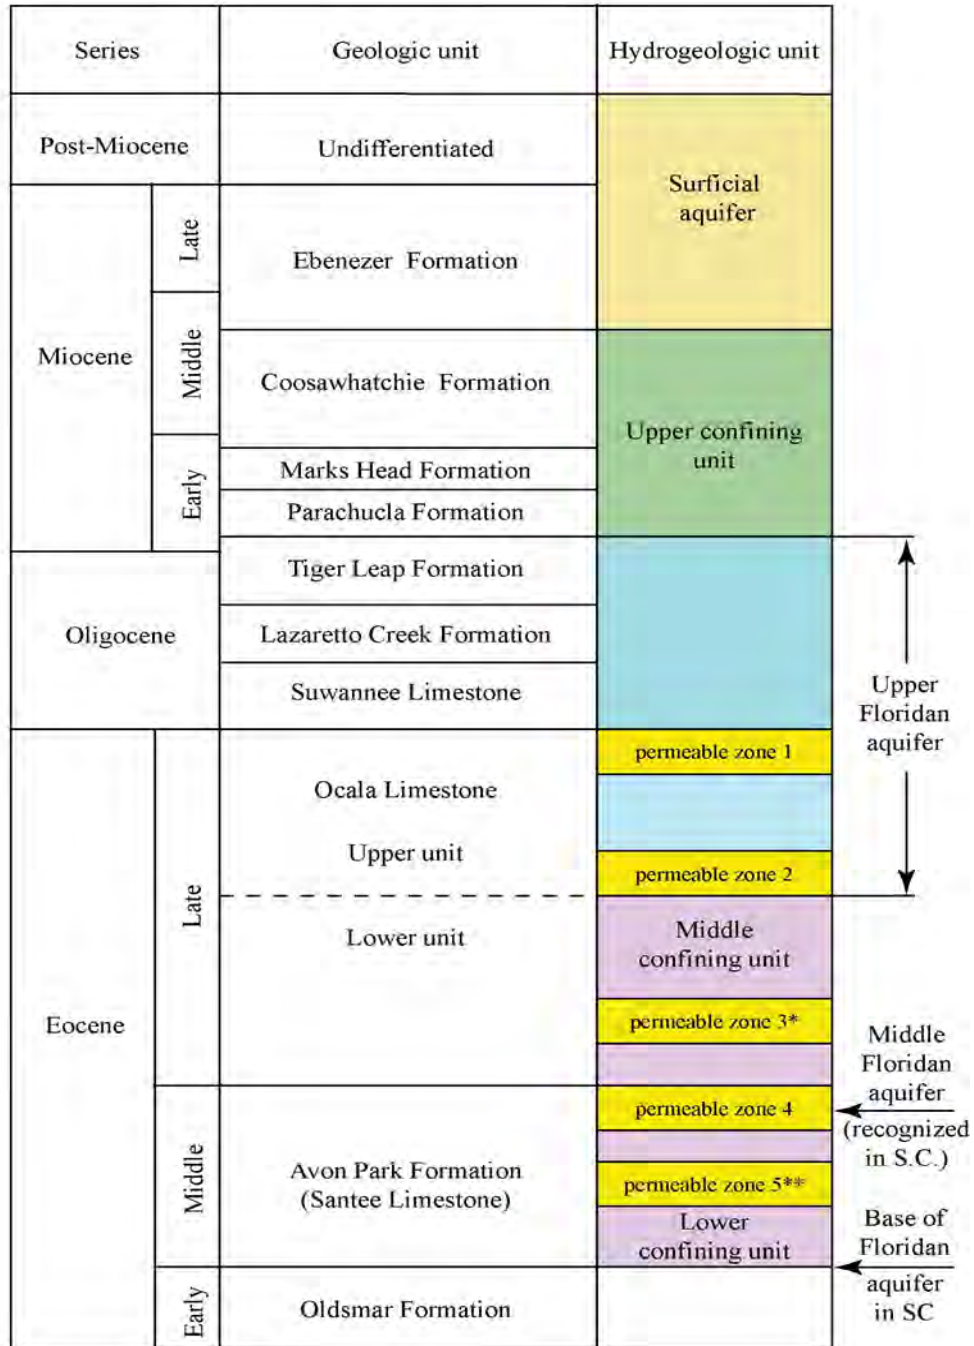 Series
Geologic unit
Hydrogeologic unit
Post-Miocene
Undifferentiated
Surficial
aquifer
Miocene
Late
Ebenezer Formation
Middle
Coosawhatchie Formation
Upper confining
unit
Early
Marks Head Formation
Parachucla Formation
Tiger Leap Formation
Oligocene
Lazaretto Creek Formation
Suwannee Limestone
Upper
Floridan
aquifer
Eocene
Late
Ocala Limestone
Upper unit
Lower unit
permeable zone 1
permeable zone 2
Middle
confining unit
permeable zone 3*
Middle
Avon Park Formation
(Santee Limestone)
permeable zone 4
permeable zone 5**
Lower
confining unit
Middle
Floridan
aquifer
(recognized
in S.C.)
Base of
Floridan
aquifer
in SC
Early
Oldsmar Formation